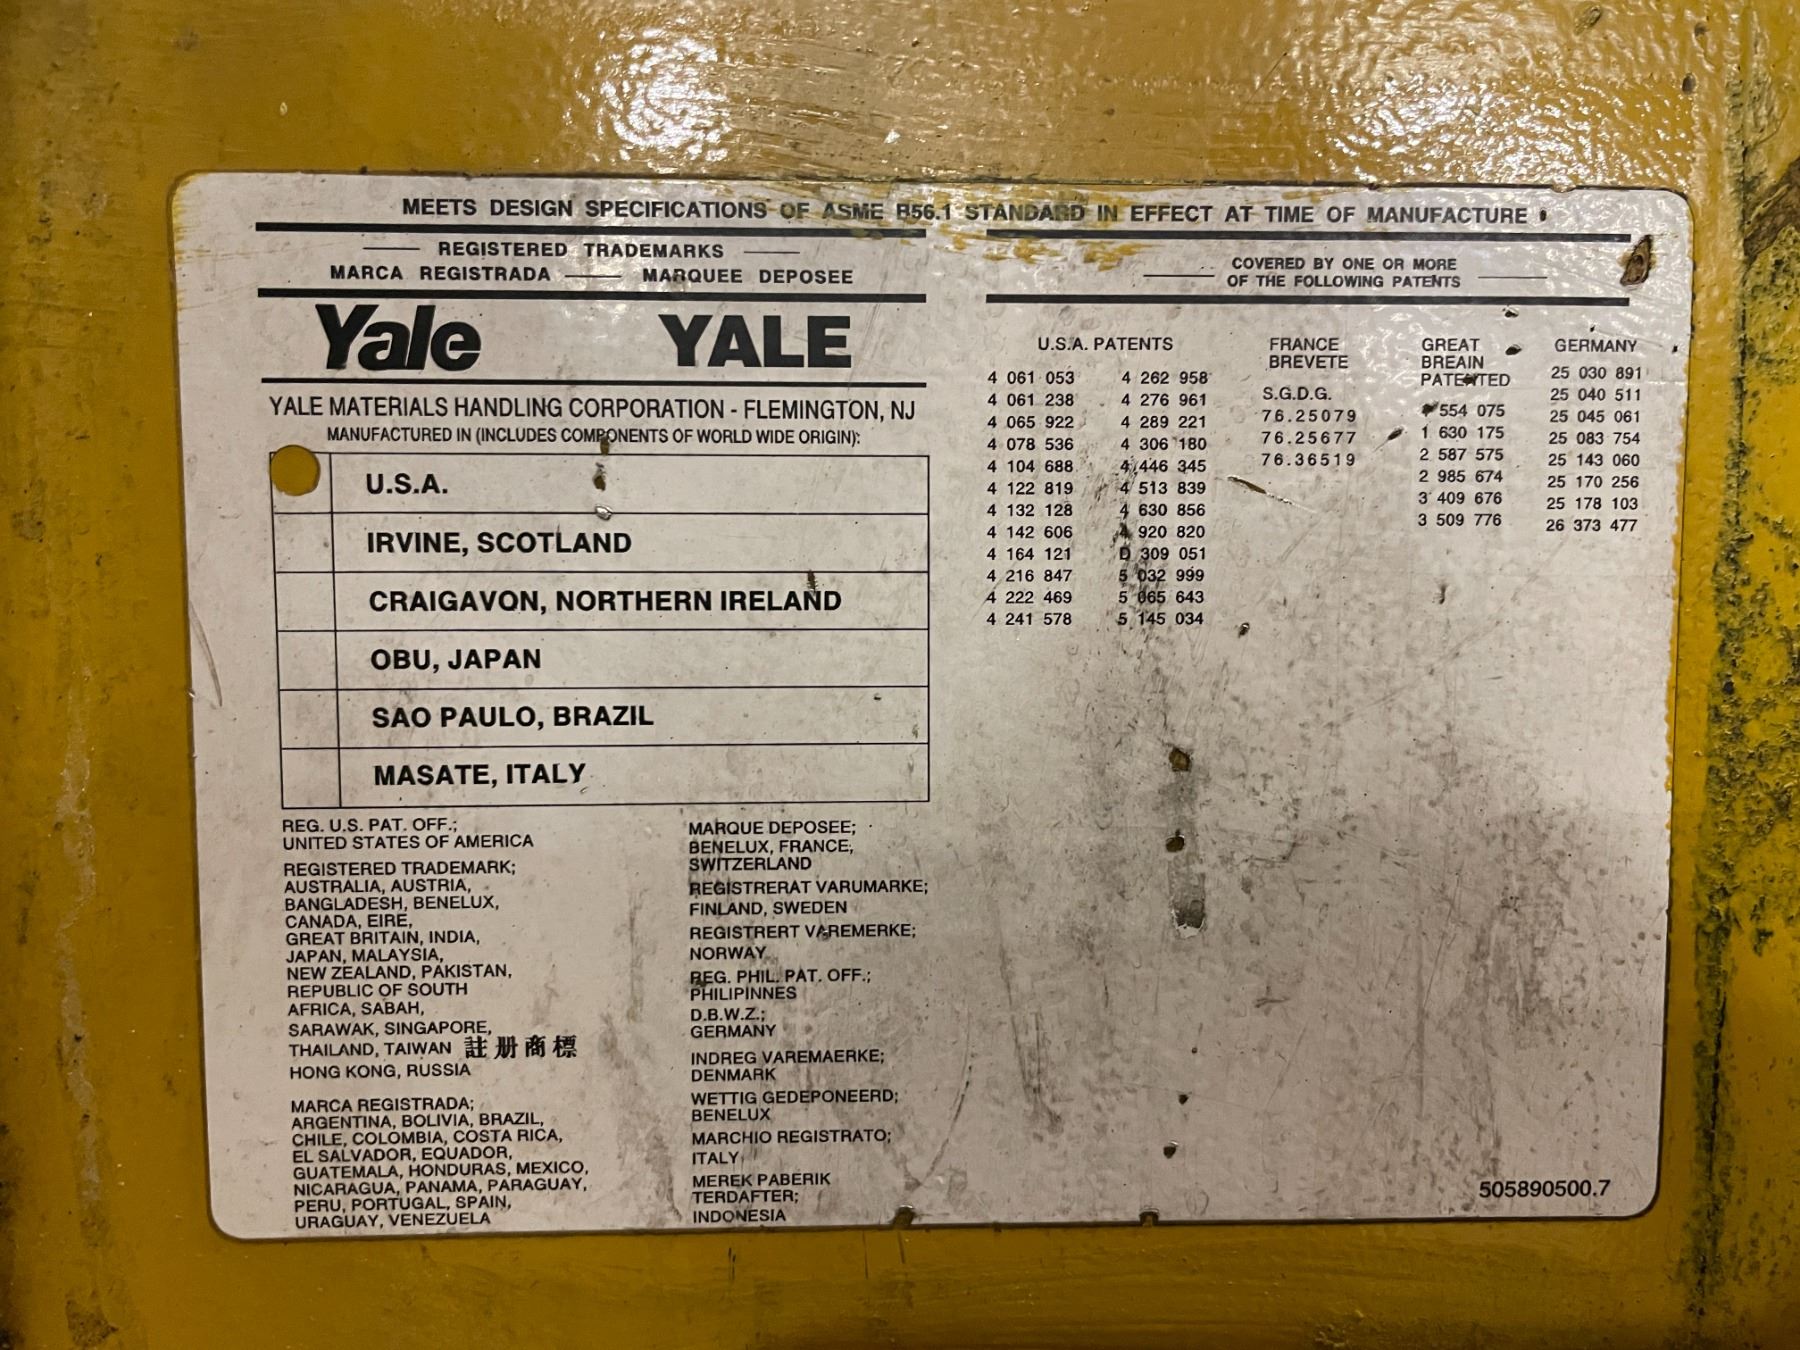 MEETS DESIGN SPECIFICATIONS OF ASME B56.1 STANDARD IN EFFECT AT TIME OF MANUFACTURE
REGISTERED TRADEMARKS
MARCA REGISTRADA — MARQUEE DEPOSEE
Yale YALE
YALE MATERIALS HANDLING CORPORATION - FLEMINGTON, NJ
MANUFACTURED IN (INCLUDES COMPONENTS OF WORLD WIDE ORIGIN):
U.S.A.
IRVINE, SCOTLAND
CRAIGAVON, NORTHERN IRELAND
OBU, JAPAN
SAO PAULO, BRAZIL
MASATE, ITALY
REG. U.S. PAT. OFF.;
UNITED STATES OF AMERICA
REGISTERED TRADEMARK;
AUSTRALIA, AUSTRIA,
BANGLADESH, BENELUX,
CANADA, EIRE,
GREAT BRITAIN, INDIA,
JAPAN, MALAYSIA,
NEW ZEALAND, PAKISTAN,
REPUBLIC OF SOUTH
AFRICA, SABAH,
SARAWAK, SINGAPORE,
THAILAND, TAIWAN 註册商標
HONG KONG, RUSSIA
MARCA REGISTRADA;
ARGENTINA, BOLIVIA, BRAZIL,
CHILE, COLOMBIA, COSTA RICA,
EL SALVADOR, EQUADOR,
GUATEMALA, HONDURAS, MEXICO,
NICARAGUA, PANAMA, PARAGUAY,
PERU, PORTUGAL, SPAIN,
URAGUAY, VENEZUELA
MARQUE DEPOSEE;
BENELUX, FRANCE,
SWITZERLAND
REGISTRERAT VARUMARKE;
FINLAND, SWEDEN
REGISTRERT VAREMERKE;
NORWAY
REG. PHIL. PAT. OFF.;
PHILIPINNES
D.B.W.Z.;
GERMANY
INDREG VAREMAERKE;
DENMARK
WETTIG GEDEPONEERD;
BENELUX
MARCHIO REGISTRATO;
ITALY
MEREK PABERIK
TERDAFTER;
INDONESIA
COVERED BY ONE OR MORE
OF THE FOLLOWING PATENTS
U.S.A. PATENTS
4 061 053 4 262 958
4 061 238 4 276 961
4 065 922 4 289 221
4 078 536 4 306 180
4 104 688 4 446 345
4 122 819 4 513 839
4 132 128 4 630 856
4 142 606 4 920 820
4 164 121 D 309 051
4 216 847 5 032 999
4 222 469 5 065 643
4 241 578 5 145 034
FRANCE
BREVETE
S.G.D.G.
76.25079
76.25677
76.36519
GREAT
BREAIN
PATENTED
554 075
1 630 175
2 587 575
2 985 674
3 409 676
3 509 776
GERMANY
25 030 891
25 040 511
25 045 061
25 083 754
25 143 060
25 170 256
25 178 103
26 373 477
505890500.7